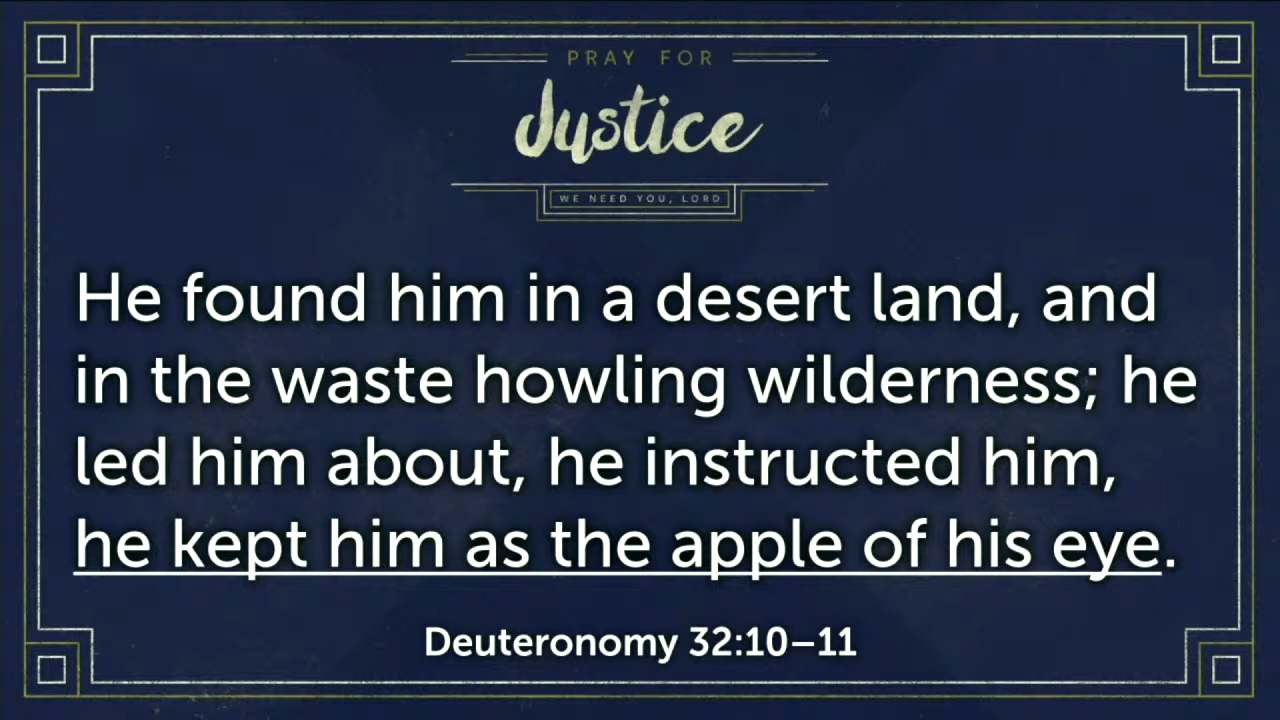 PRAY FOR
Justice
WE NEED YOU, LORD
He found him in a desert land, and
in the waste howling wilderness; he
led him about, he instructed him,
he kept him as the apple of his eye.
Deuteronomy 32:10–11